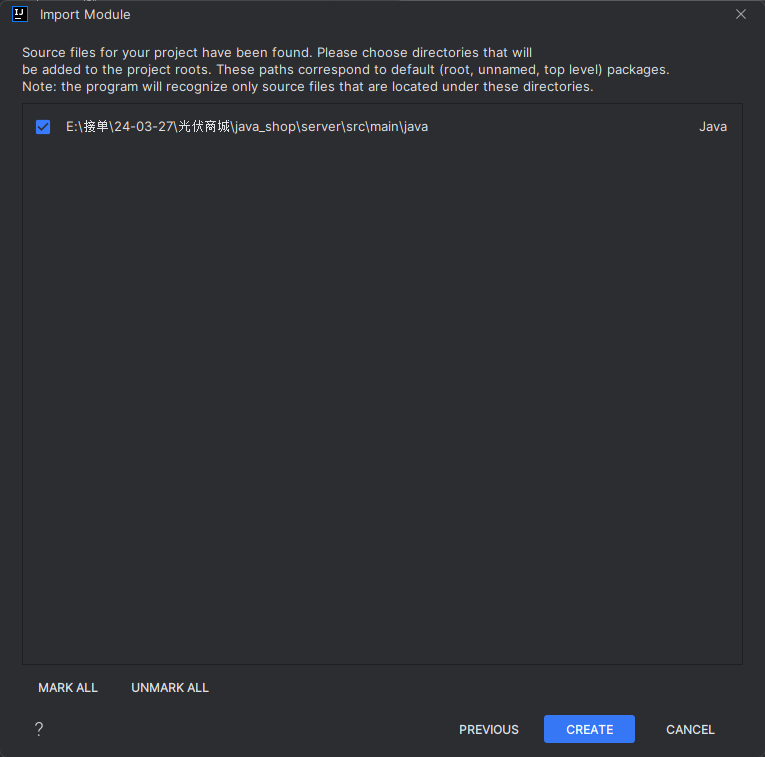 Import Module
Source files for your project have been found. Please choose directories that will
be added to the project roots. These paths correspond to default (root, unnamed, top level) packages.
Note: the program will recognize only source files that are located under these directories.
E:\接单\24-03-27\光伏商城\java_shop\server\src\main\java Java
MARK ALL UNMARK ALL
? PREVIOUS CREATE CANCEL